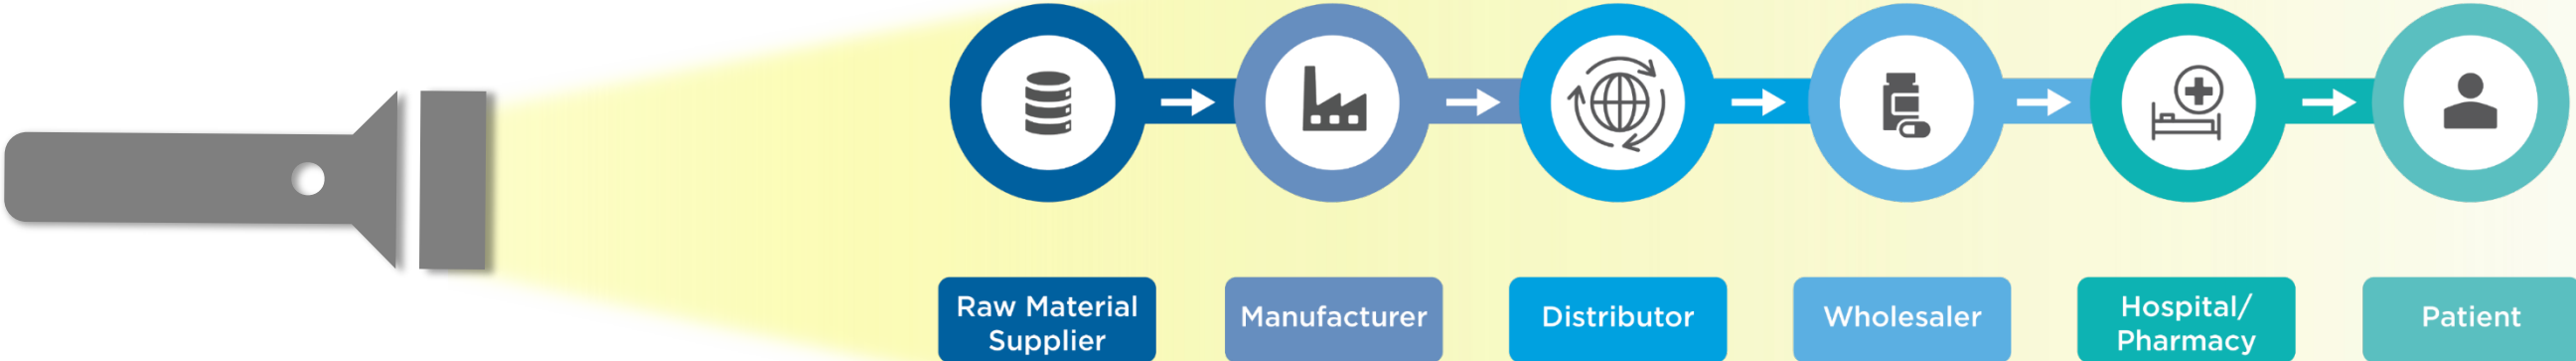 Raw Material
Supplier
Manufacturer
Distributor
Wholesaler
Hospital/
Pharmacy
Patient